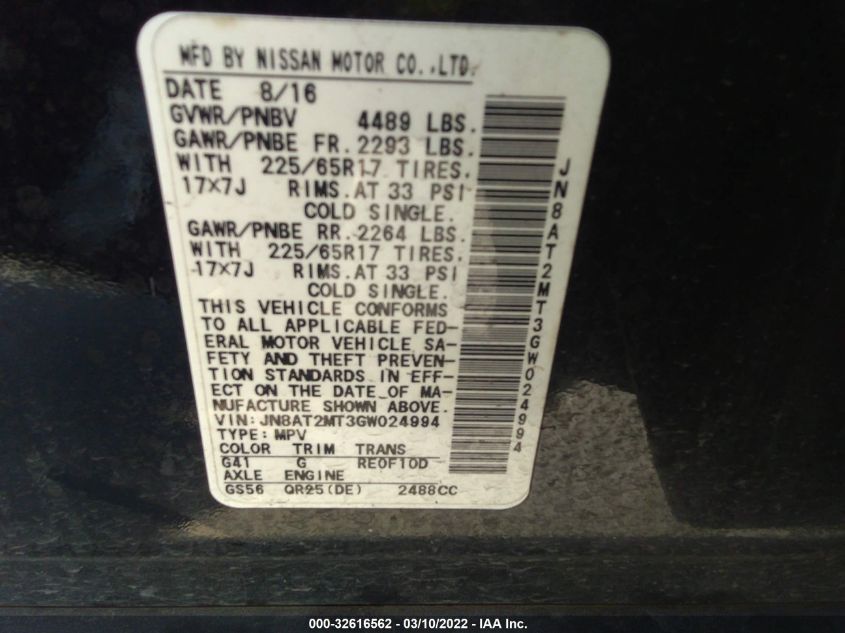 MFD BY NISSAN MOTOR CO.,LTD.
DATE 8/16
GVWR/PNBV 4489 LBS.
GAWR/PNBE FR. 2293 LBS.
WITH 225/65R17 TIRES.
17×7J RIMS.AT 33 PSI
COLD SINGLE.
GAWR/PNBE RR. 2264 LBS.
WITH 225/65R17 TIRES.
17×7J RIMS.AT 33 PSI
COLD SINGLE.
THIS VEHICLE CONFORMS
TO ALL APPLICABLE FED-
ERAL MOTOR VEHICLE SA-
FETY AND THEFT PREVEN-
TION STANDARDS IN EFF-
ECT ON THE DATE OF MA-
NUFACTURE SHOWN ABOVE.
VIN: JN8AT2MT3GW024994
TYPE: MPV
COLOR TRIM TRANS
G41 G RE0F10D
AXLE ENGINE
GS56 QR25(DE) 2488CC
JN8AT2MT3GW024994
000-32616562 - 03/10/2022 - IAA Inc.